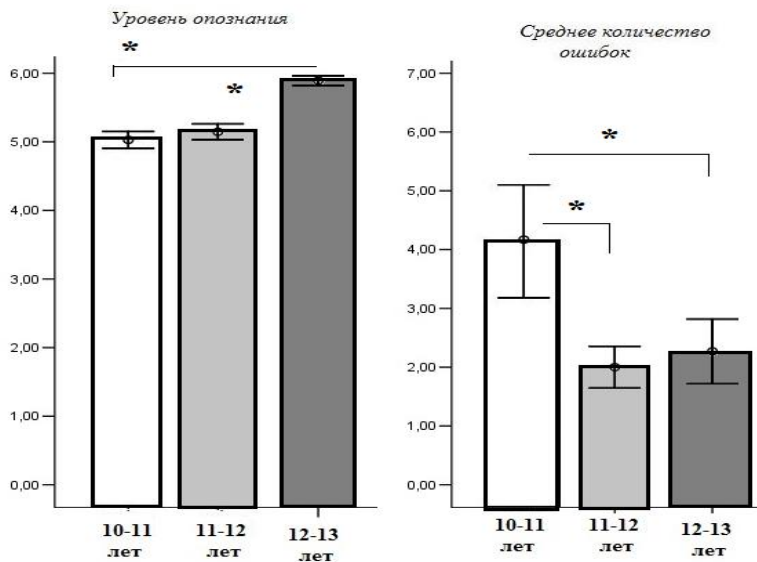 Уровень опознания
*
*
6,00
5,00
4,00
3,00
2,00
1,00
0,00
10-11
лет
11-12
лет
12-13
лет
Среднее количество
ошибок
*
*
7,00
6,00
5,00
4,00
3,00
2,00
1,00
0,00
10-11
лет
11-12
лет
12-13
лет